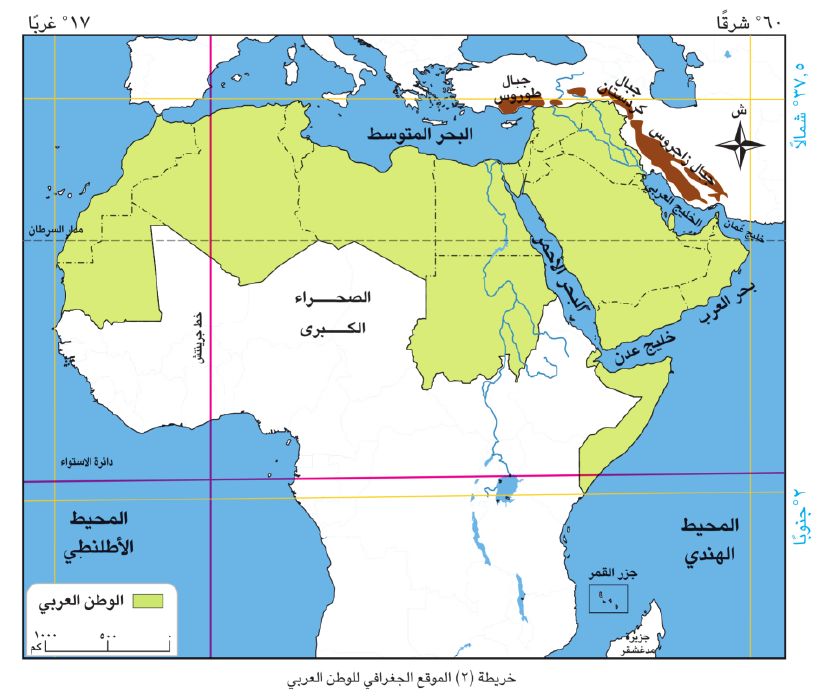 ١٧° غربًا
٦٠° شرقًا
٣٧,٥° شمالًا
جبال
طوروس
جبال
كردستان
جبال زاجروس
ش
البحر المتوسط
الخليج العربي
خليج عُمان
مدار السرطان
البحر الأحمر
بحر العرب
خليج عدن
الصحراء
الكبرى
خط جرينتش
دائرة الاستواء
٢° جنوبًا
المحيط
الأطلنطي
المحيط
الهندي
جزر القمر
جزيرة
مدغشقر
الوطن العربي
١٠٠٠ ٥٠٠ ٠
كم
خريطة (٢) الموقع الجغرافي للوطن العربي